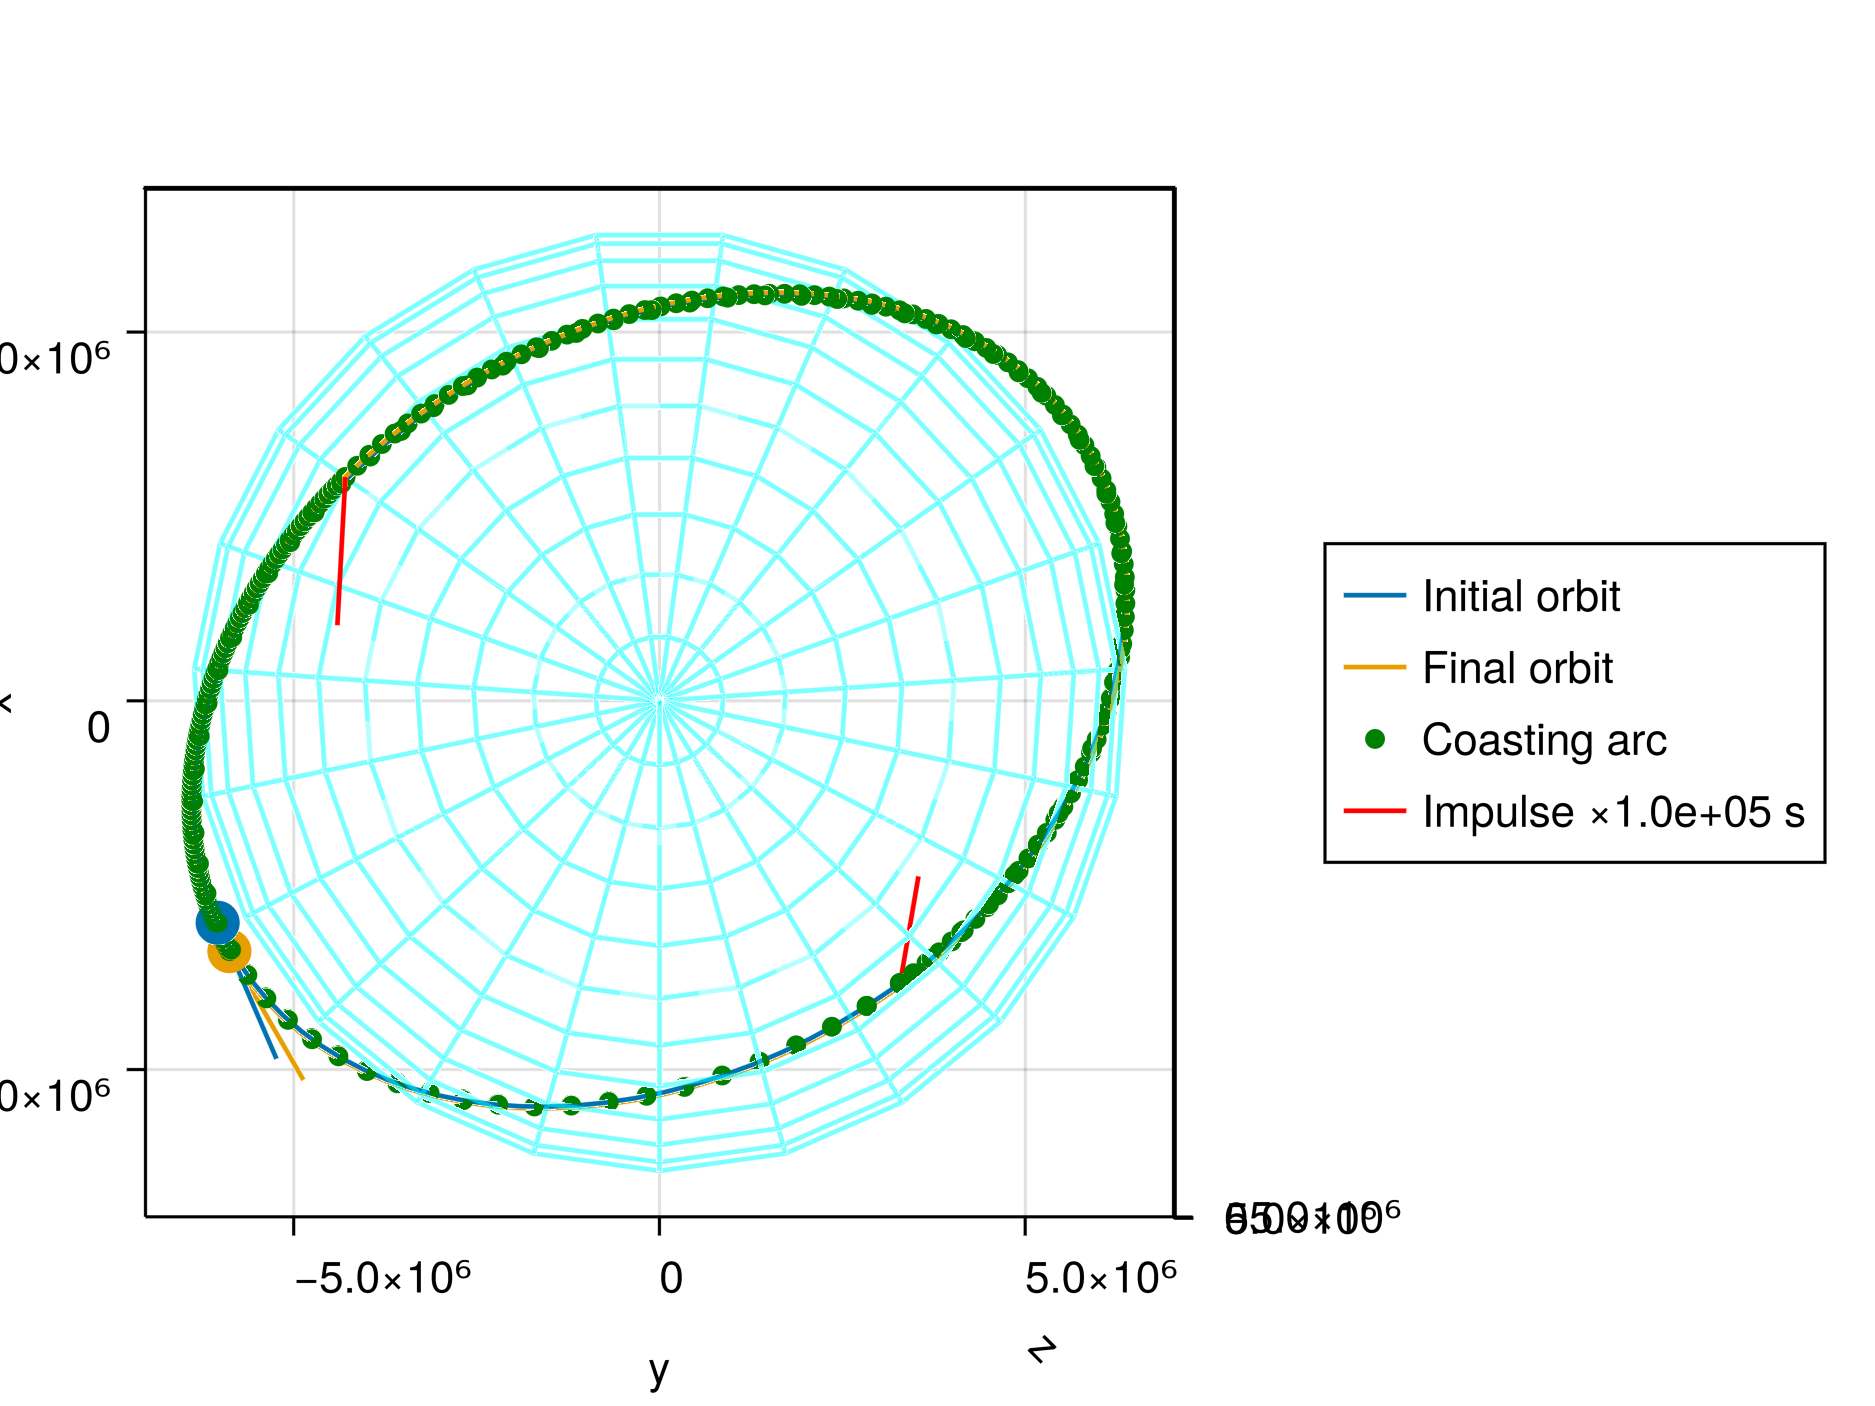 0×10⁶
0
0×10⁶
−5.0×10⁶
0
5.0×10⁶
y
z
Initial orbit
Final orbit
Coasting arc
Impulse ×1.0e+05 s